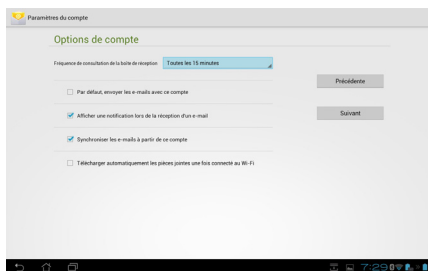 Paramètres du compte
Options de compte
Fréquence de consultation de la boîte de réception Toutes les 15 minutes
Précédente
Par défaut, envoyer les e-mails avec ce compte
Afficher une notification lors de la réception d'un e-mail
Suivant
Synchroniser les e-mails à partir de ce compte
Télécharger automatiquement les pièces jointes une fois connecté au Wi-Fi
7:29